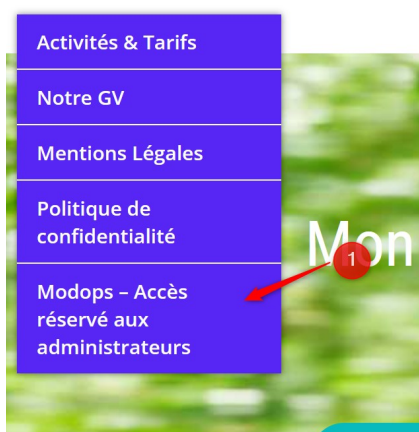 Activités & Tarifs
Notre GV
Mentions Légales
Politique de
confidentialité
Mon
1
Modops – Accès
réservé aux
administrateurs